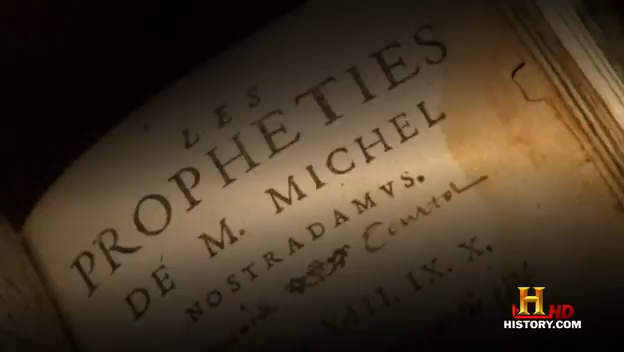 LES
PROPHETIES
DE M. MICHEL
NOSTRADAMVS.
VIII. IX. X.
H HD
HISTORY.COM